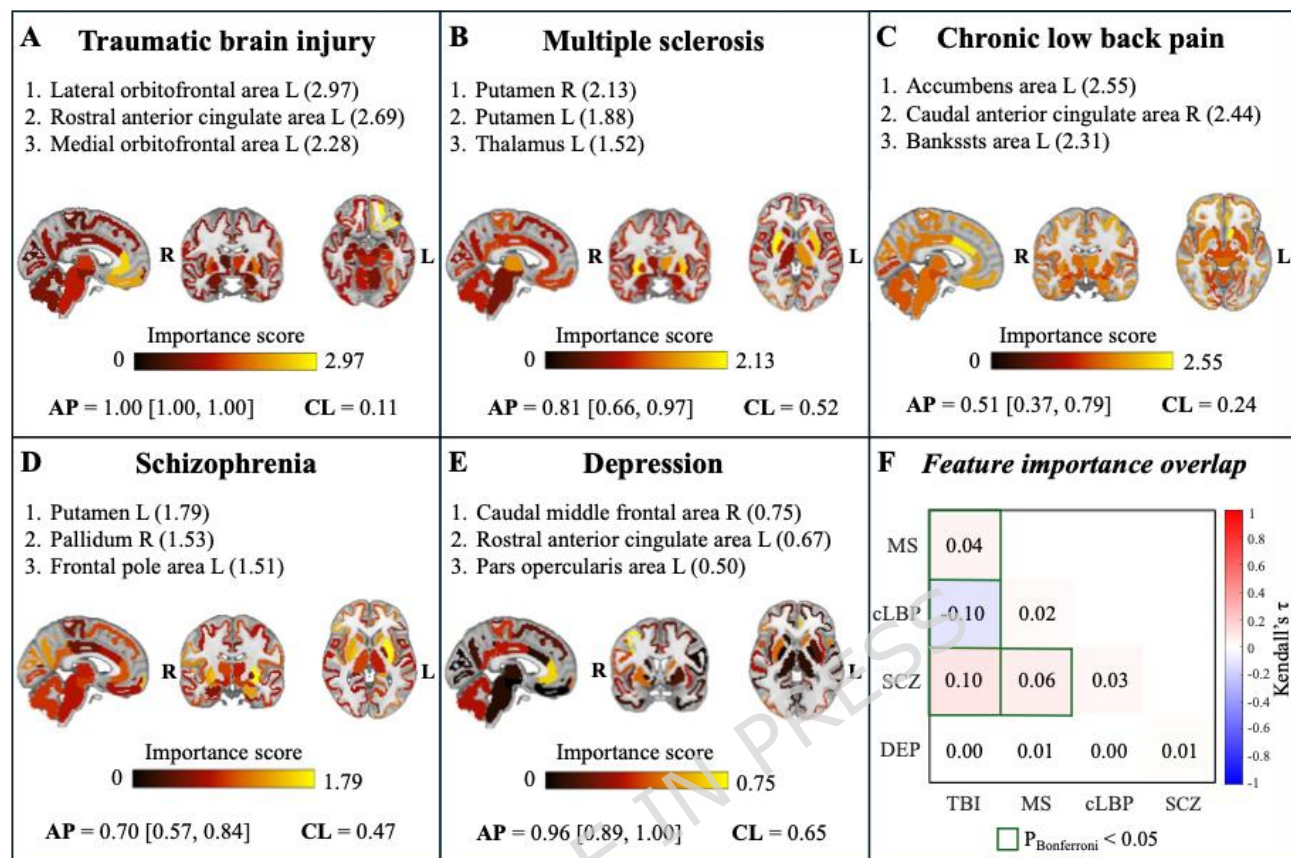 A Traumatic brain injury
1. Lateral orbitofrontal area L (2.97)
2. Rostral anterior cingulate area L (2.69)
3. Medial orbitofrontal area L (2.28)
R
L
Importance score
0
2.97
AP = 1.00 [1.00, 1.00] CL = 0.11
B Multiple sclerosis
1. Putamen R (2.13)
2. Putamen L (1.88)
3. Thalamus L (1.52)
R
L
Importance score
0
2.13
AP = 0.81 [0.66, 0.97] CL = 0.52
C Chronic low back pain
1. Accumbens area L (2.55)
2. Caudal anterior cingulate area R (2.44)
3. Bankssts area L (2.31)
R
L
Importance score
0
2.55
AP = 0.51 [0.37, 0.79] CL = 0.24
D Schizophrenia
1. Putamen L (1.79)
2. Pallidum R (1.53)
3. Frontal pole area L (1.51)
R
L
Importance score
0
1.79
AP = 0.70 [0.57, 0.84] CL = 0.47
E Depression
1. Caudal middle frontal area R (0.75)
2. Rostral anterior cingulate area L (0.67)
3. Pars opercularis area L (0.50)
R
L
Importance score
0
0.75
AP = 0.96 [0.89, 1.00] CL = 0.65
F Feature importance overlap
MS 0.04
cLBP -0.10 0.02
SCZ 0.10 0.06 0.03
DEP 0.00 0.01 0.00 0.01
TBI MS cLBP SCZ
1
0.8
0.6
0.4
0.2
0
-0.2
-0.4
-0.6
-0.8
-1
Kendall's τ
P Bonferroni < 0.05
IN PRESS